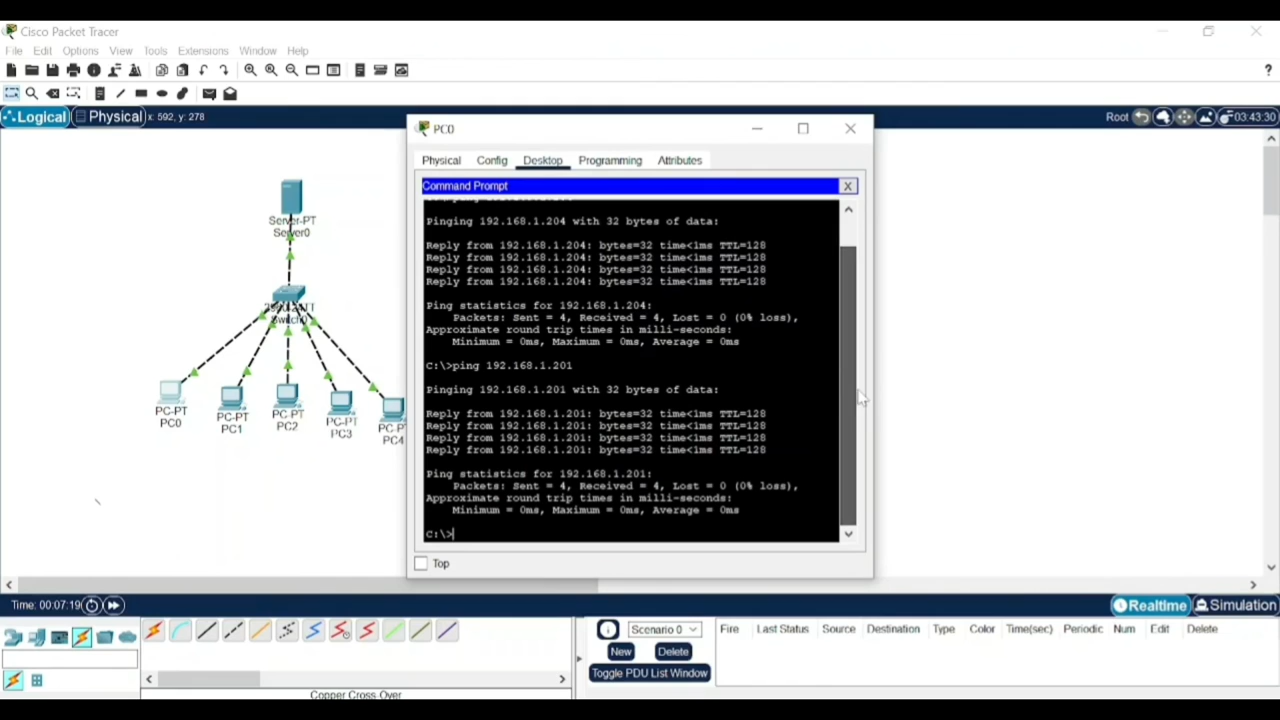 Cisco Packet Tracer
File Edit Options View Tools Extensions Window Help
?
Logical Physical x: 592, y: 278 Root 03:43:30
PC0
Physical Config Desktop Programming Attributes
Command Prompt X
Pinging 192.168.1.204 with 32 bytes of data:
Reply from 192.168.1.204: bytes=32 time<1ms TTL=128
Reply from 192.168.1.204: bytes=32 time<1ms TTL=128
Reply from 192.168.1.204: bytes=32 time<1ms TTL=128
Reply from 192.168.1.204: bytes=32 time<1ms TTL=128
Ping statistics for 192.168.1.204:
Packets: Sent = 4, Received = 4, Lost = 0 (0% loss),
Approximate round trip times in milli-seconds:
Minimum = 0ms, Maximum = 0ms, Average = 0ms
C:\>ping 192.168.1.201
Pinging 192.168.1.201 with 32 bytes of data:
Reply from 192.168.1.201: bytes=32 time<1ms TTL=128
Reply from 192.168.1.201: bytes=32 time<1ms TTL=128
Reply from 192.168.1.201: bytes=32 time<1ms TTL=128
Reply from 192.168.1.201: bytes=32 time<1ms TTL=128
Ping statistics for 192.168.1.201:
Packets: Sent = 4, Received = 4, Lost = 0 (0% loss),
Approximate round trip times in milli-seconds:
Minimum = 0ms, Maximum = 0ms, Average = 0ms
C:\>
Top
Server-PT
Server0
Switch0
PC-PT
PC0
PC-PT
PC1
PC-PT
PC2
PC-PT
PC3
PC4
Time: 00:07:19 Realtime Simulation
Scenario 0
New Delete
Toggle PDU List Window
Fire Last Status Source Destination Type Color Time(sec) Periodic Num Edit Delete
Copper Cross-Over